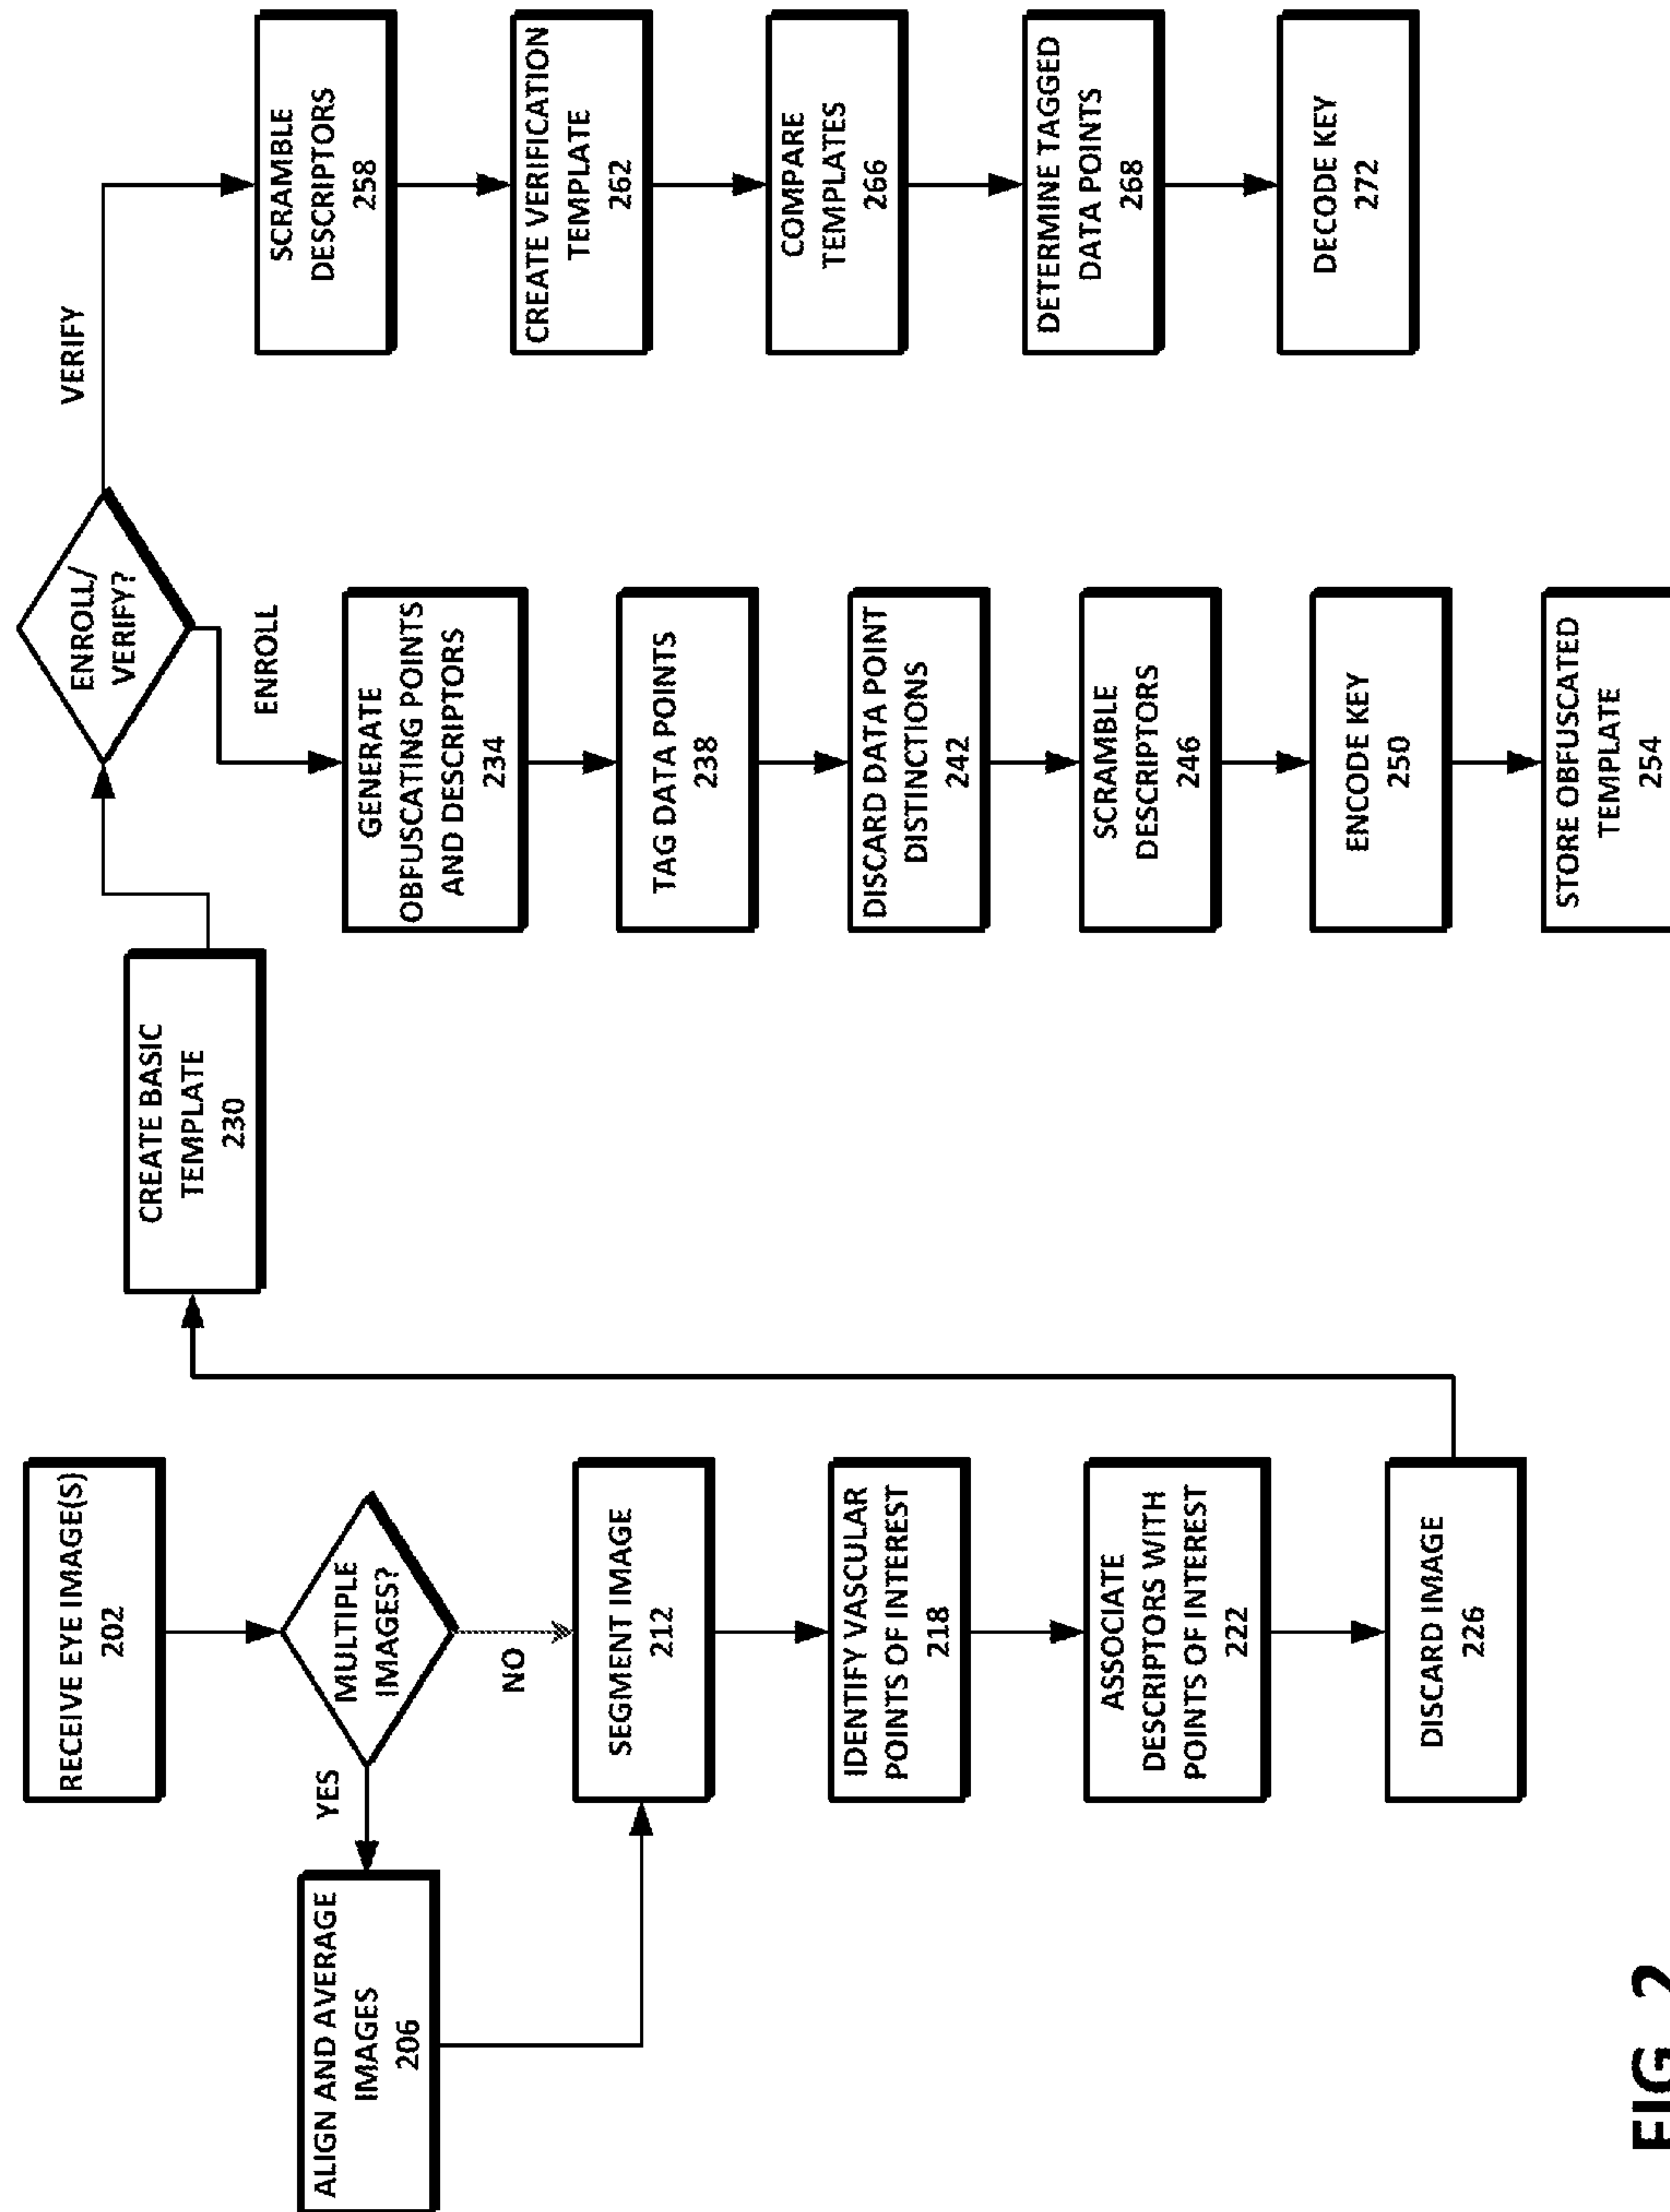 RECEIVE EYE IMAGE(S)
202
MULTIPLE
IMAGES?
YES
NO
ALIGN AND AVERAGE
IMAGES
206
SEGMENT IMAGE
212
IDENTIFY VASCULAR
POINTS OF INTEREST
218
ASSOCIATE
DESCRIPTORS WITH
POINTS OF INTEREST
222
DISCARD IMAGE
226
CREATE BASIC
TEMPLATE
230
ENROLL/
VERIFY?
ENROLL
VERIFY
GENERATE
OBFUSCATING POINTS
AND DESCRIPTORS
234
TAG DATA POINTS
238
DISCARD DATA POINT
DISTINCTIONS
242
SCRAMBLE
DESCRIPTORS
246
ENCODE KEY
250
STORE OBFUSCATED
TEMPLATE
254
SCRAMBLE
DESCRIPTORS
258
CREATE VERIFICATION
TEMPLATE
262
COMPARE
TEMPLATES
266
DETERMINE TAGGED
DATA POINTS
268
DECODE KEY
272
FIG. 2